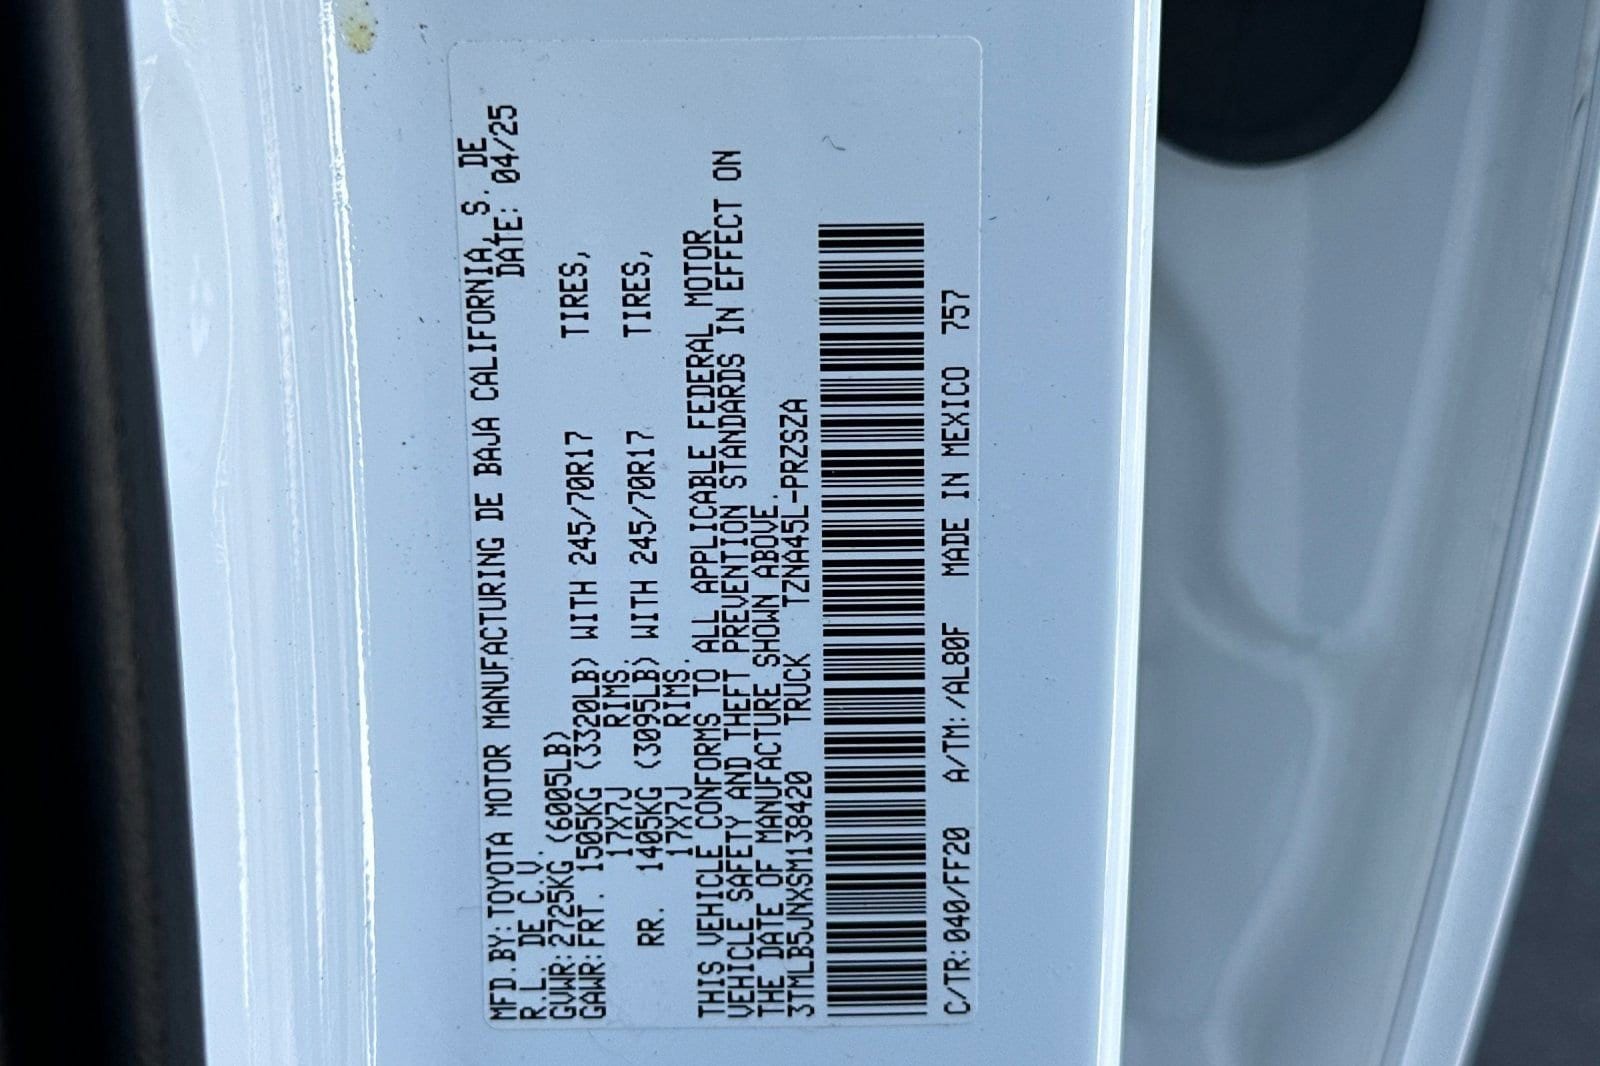 MFD.BY:TOYOTA MOTOR MANUFACTURING DE BAJA CALIFORNIA, S. DE
R.L. DE C.V. DATE: 04/25
GVWR:2725KG (6005LB)
GAWR:FRT. 1505KG (3320LB) WITH 245/70R17 TIRES,
17X7J RIMS.
RR. 1405KG (3095LB) WITH 245/70R17 TIRES,
17X7J RIMS.
THIS VEHICLE CONFORMS TO ALL APPLICABLE FEDERAL MOTOR
VEHICLE SAFETY AND THEFT PREVENTION STANDARDS IN EFFECT ON
THE DATE OF MANUFACTURE SHOWN ABOVE.
3TMLB5JNXSM138420 TRUCK TZNA45L-PRZSZA
C/TR:040/FF20 A/TM:/AL80F MADE IN MEXICO 757